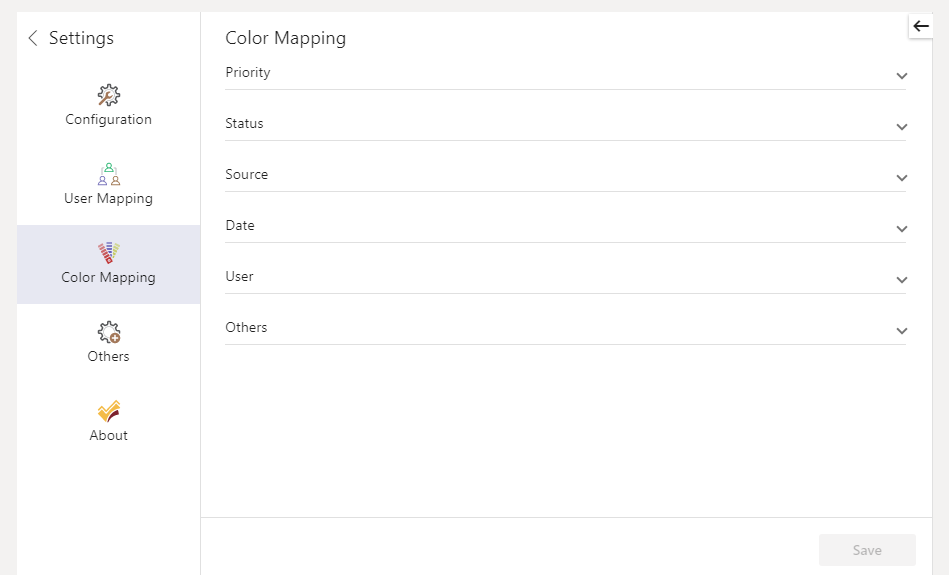 Settings
Configuration
User Mapping
Color Mapping
Others
About
Color Mapping
Priority
Status
Source
Date
User
Others
Save